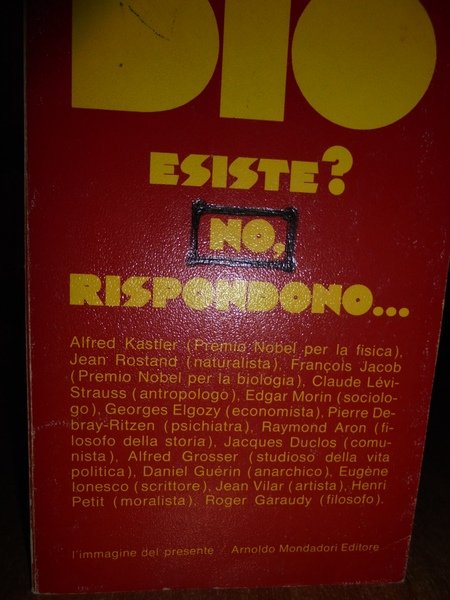 DIO
ESISTE?
NO,
RISPONDONO...
Alfred Kastler (Premio Nobel per la fisica),
Jean Rostand (naturalista), François Jacob
(Premio Nobel per la biologia), Claude Lévi-
Strauss (antropologo), Edgar Morin (sociolo-
go), Georges Elgozy (economista), Pierre De-
bray-Ritzen (psichiatra), Raymond Aron (fi-
losofo della storia), Jacques Duclos (comu-
nista), Alfred Grosser (studioso della vita
politica), Daniel Guérin (anarchico), Eugène
Ionesco (scrittore), Jean Vilar (artista), Henri
Petit (moralista), Roger Garaudy (filosofo).
l'immagine del presente / Arnoldo Mondadori Editore